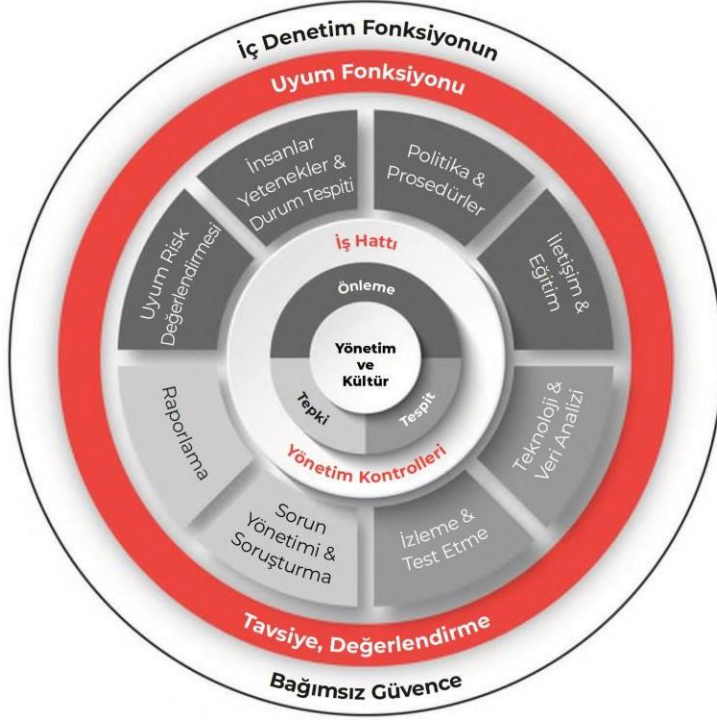 İç Denetim Fonksiyonun
Uyum Fonksiyonu
İnsanlar
Yetenekler &
Durum Tespiti
Politika &
Prosedürler
Uyum Risk
Değerlendirmesi
İletişim &
Eğitim
İş Hattı
Önleme
Yönetim
ve
Kültür
Tepki
Tespit
Yönetim Kontrolleri
Raporlama
Teknoloji &
Veri Analizi
Sorun
Yönetimi &
Soruşturma
İzleme &
Test Etme
Tavsiye, Değerlendirme
Bağımsız Güvence